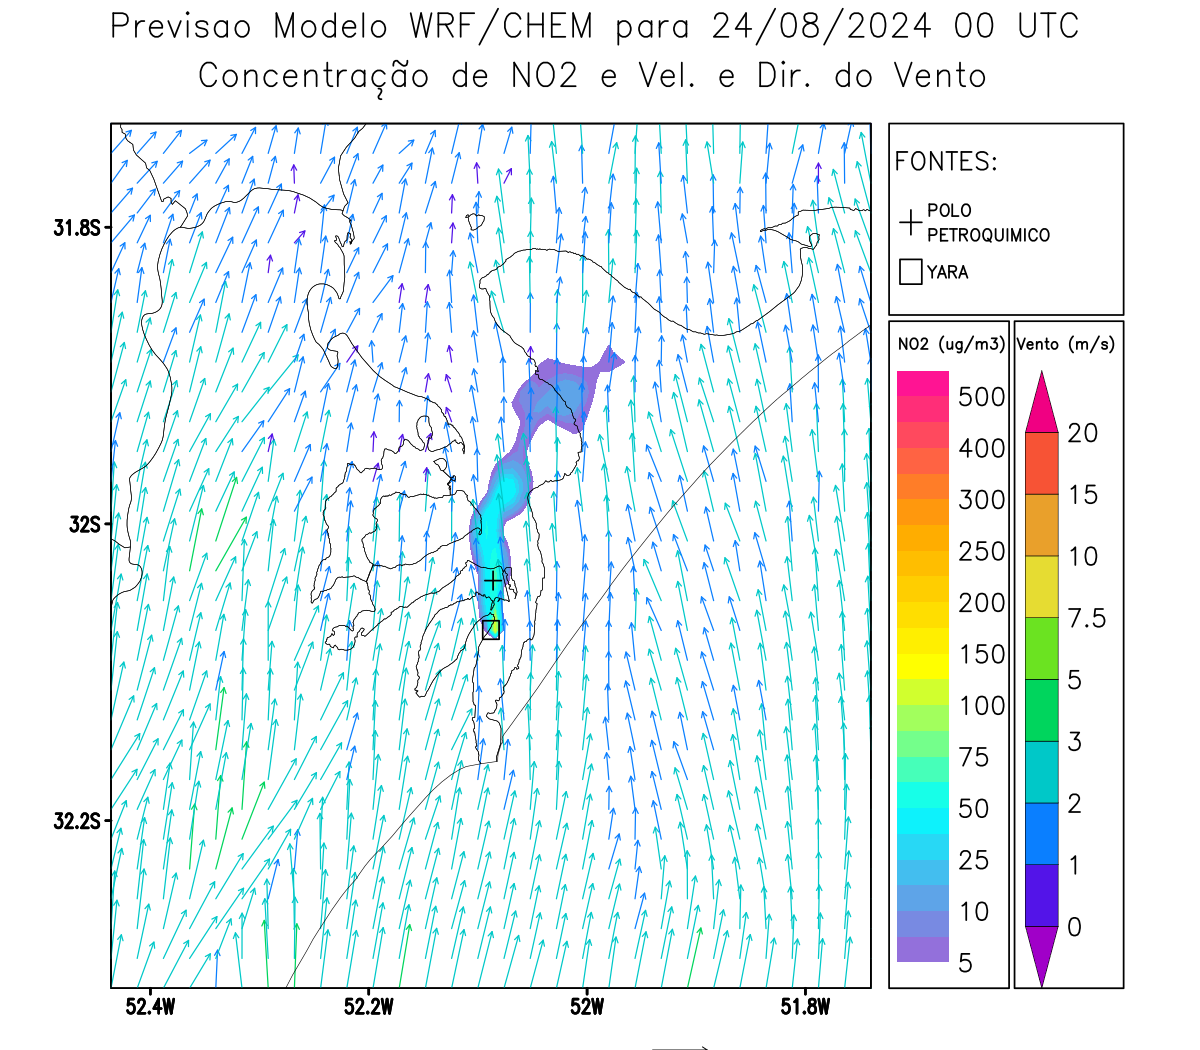 Previsao Modelo WRF/CHEM para 24/08/2024 00 UTC
Concentração de NO2 e Vel. e Dir. do Vento
FONTES:
POLO
PETROQUIMICO
YARA
NO2 (ug/m3)
500
400
300
250
200
150
100
75
50
25
10
5
Vento (m/s)
20
15
10
7.5
5
3
2
1
0
31.8S
32S
32.2S
52.4W
52.2W
52W
51.8W